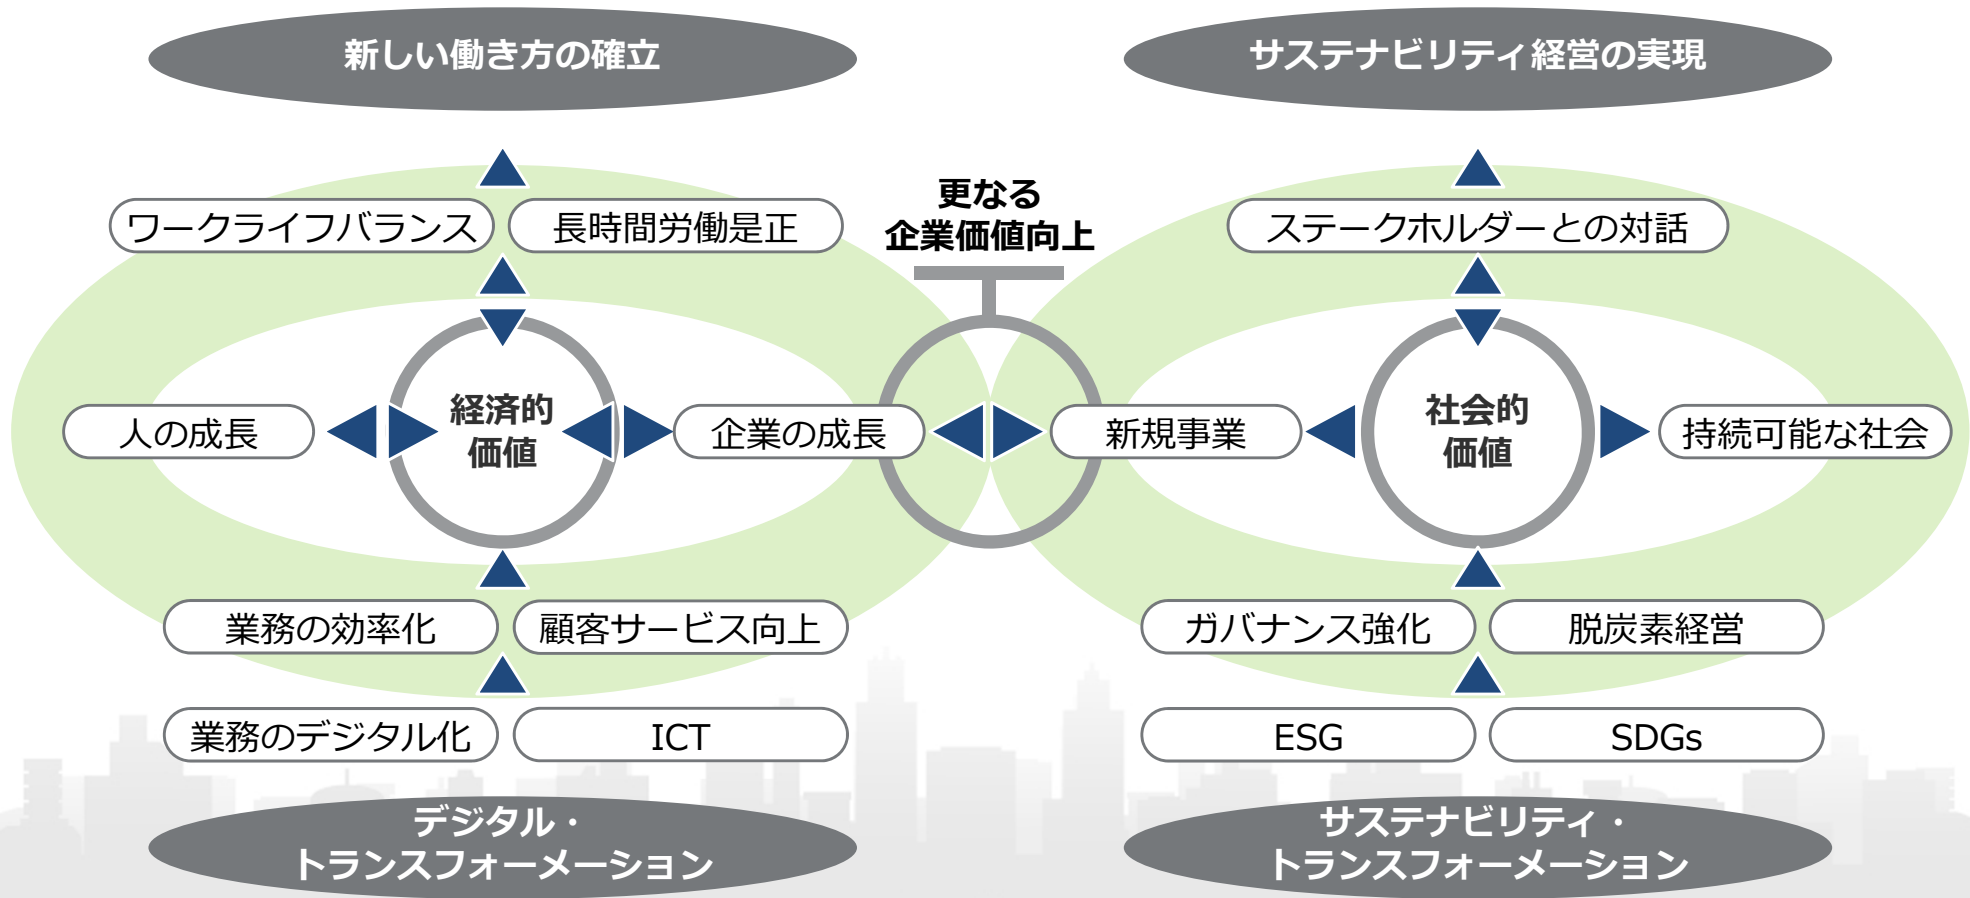 新しい働き方の確立
サステナビリティ経営の実現
ワークライフバランス
長時間労働是正
更なる
企業価値向上
ステークホルダーとの対話
人の成長
経済的
価値
企業の成長
新規事業
社会的
価値
持続可能な社会
業務の効率化
顧客サービス向上
ガバナンス強化
脱炭素経営
業務のデジタル化
ICT
ESG
SDGs
デジタル・
トランスフォーメーション
サステナビリティ・
トランスフォーメーション